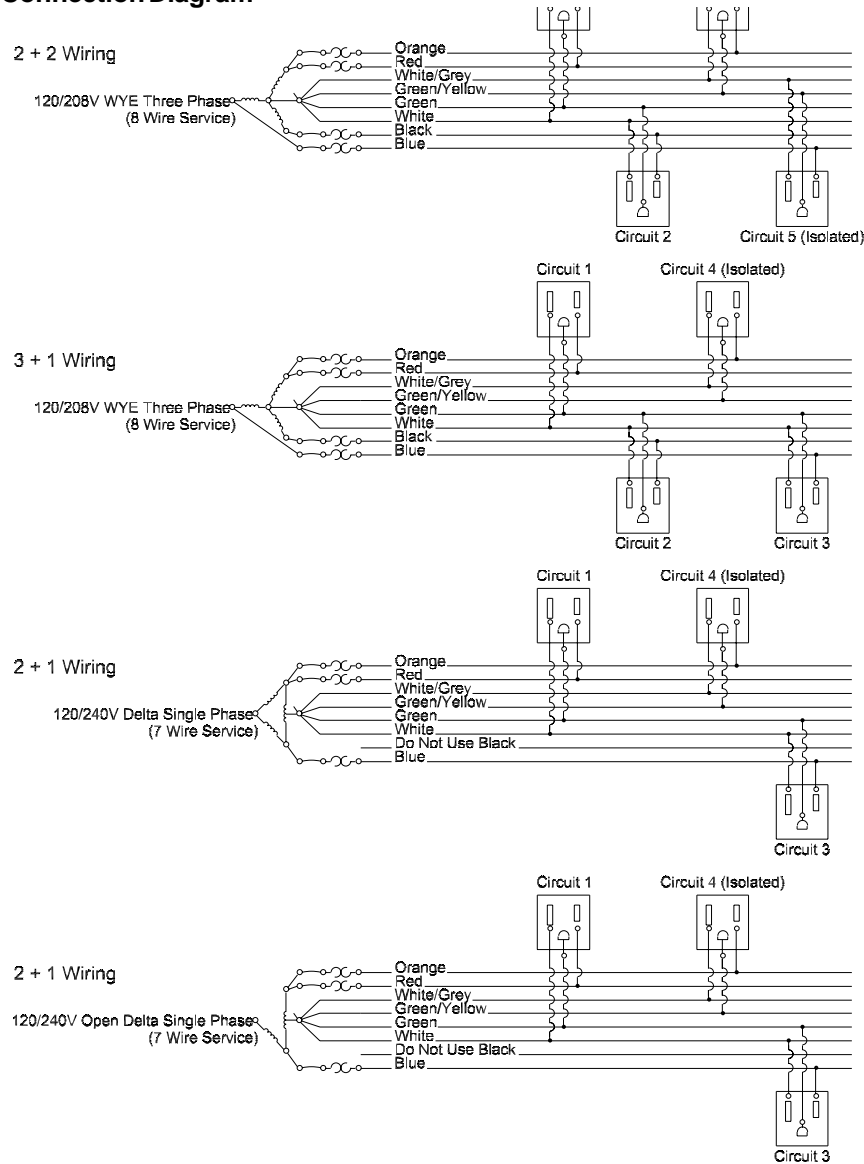 Connection Diagram
2 + 2 Wiring
120/208V WYE Three Phase
(8 Wire Service)
Orange
Red
White/Grey
Green/Yellow
Green
White
Black
Blue
Circuit 2
Circuit 5 (Isolated)
Circuit 1
Circuit 4 (Isolated)
3 + 1 Wiring
120/208V WYE Three Phase
(8 Wire Service)
Orange
Red
White/Grey
Green/Yellow
Green
White
Black
Blue
Circuit 2
Circuit 3
Circuit 1
Circuit 4 (Isolated)
2 + 1 Wiring
120/240V Delta Single Phase
(7 Wire Service)
Orange
Red
White/Grey
Green/Yellow
Green
White
Do Not Use Black
Blue
Circuit 3
Circuit 1
Circuit 4 (Isolated)
2 + 1 Wiring
120/240V Open Delta Single Phase
(7 Wire Service)
Orange
Red
White/Grey
Green/Yellow
Green
White
Do Not Use Black
Blue
Circuit 3